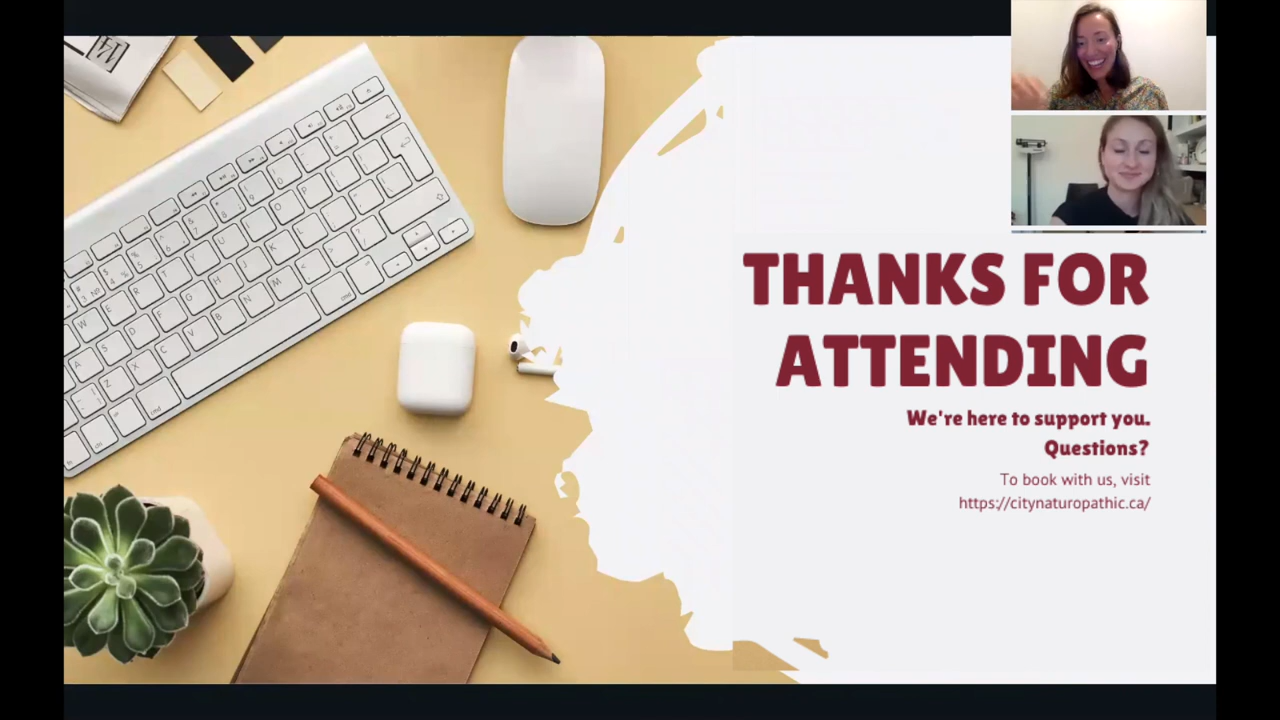 THANKS FOR
ATTENDING
We're here to support you.
Questions?
To book with us, visit
https://citynaturopathic.ca/